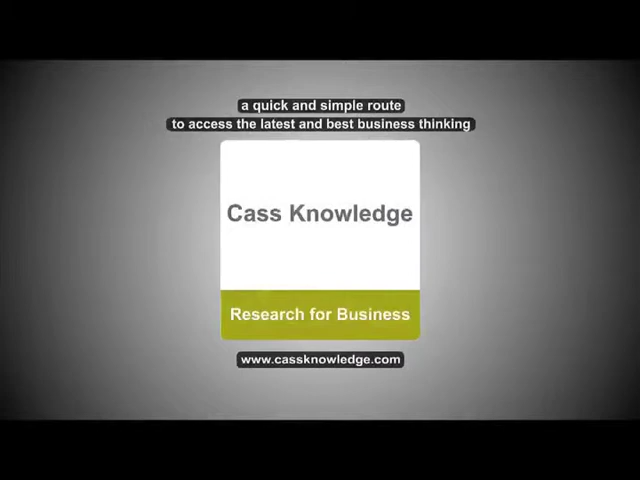 a quick and simple route
to access the latest and best business thinking
Cass Knowledge
Research for Business
www.cassknowledge.com